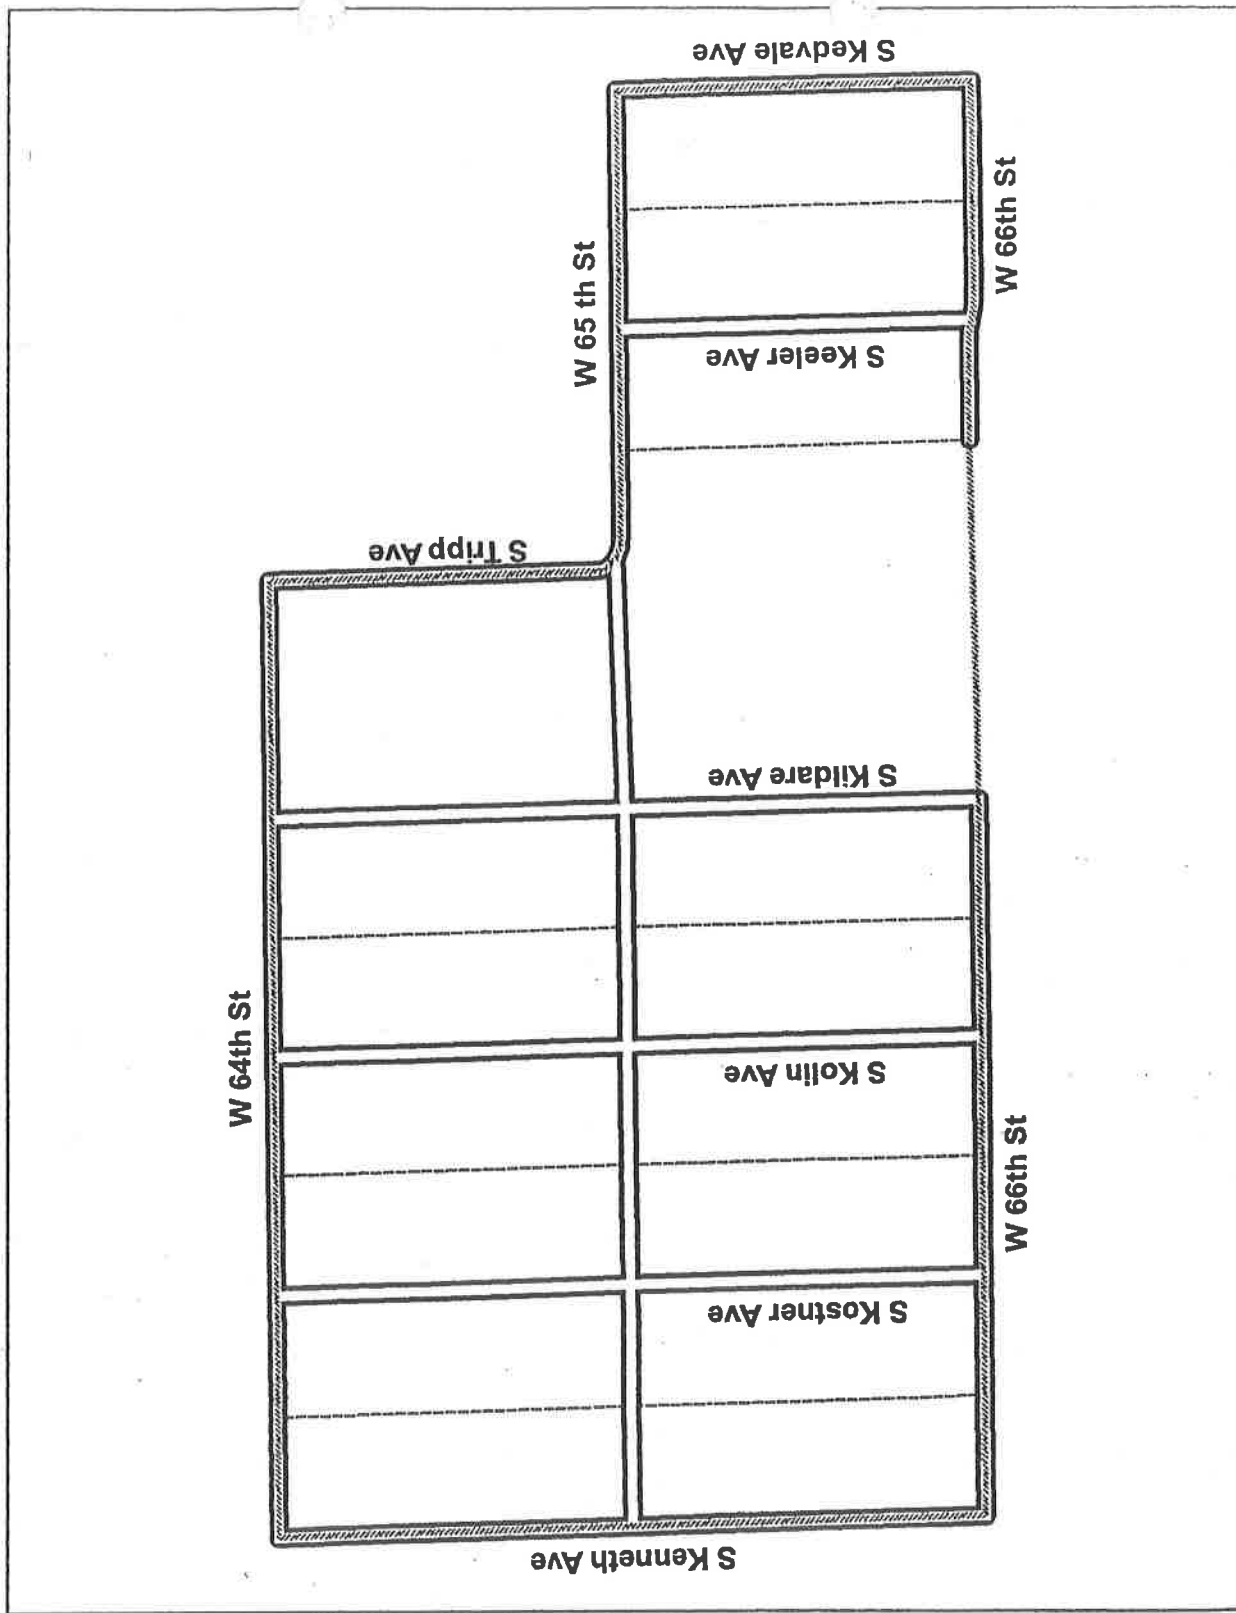 S Kedvale Ave
W 66th St
W 65 th St
S Keeler Ave
S Tripp Ave
S Kildare Ave
W 64th St
S Kolin Ave
W 66th St
S Kostner Ave
S Kenneth Ave